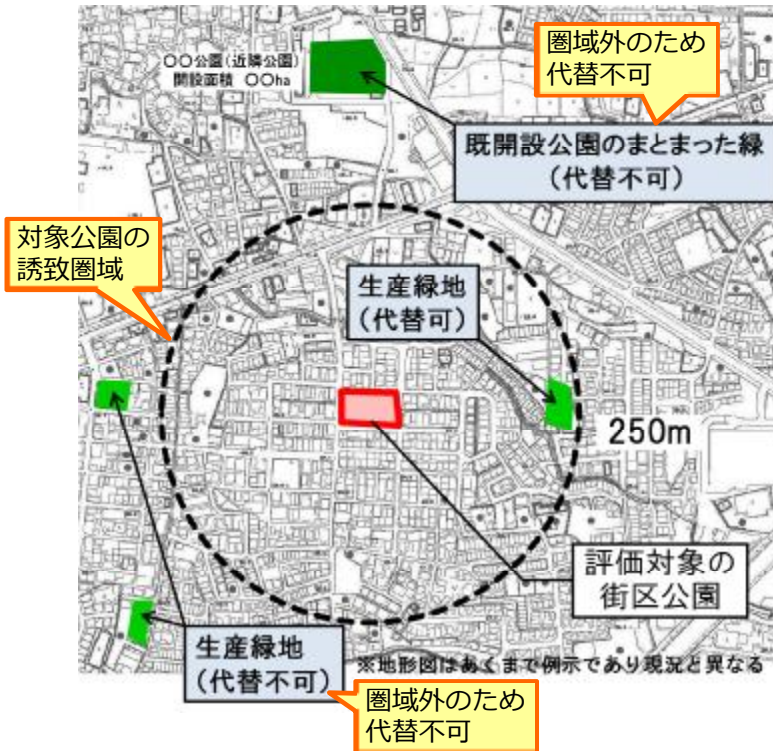 圏域外のため
代替不可
〇〇公園(近隣公園)
開設面積 〇〇ha
既開設公園のまとまった緑
(代替不可)
対象公園の
誘致圏域
生産緑地
(代替可)
250m
評価対象の
街区公園
生産緑地
(代替不可)
※地形図はあくまで例示であり現況と異なる
圏域外のため
代替不可